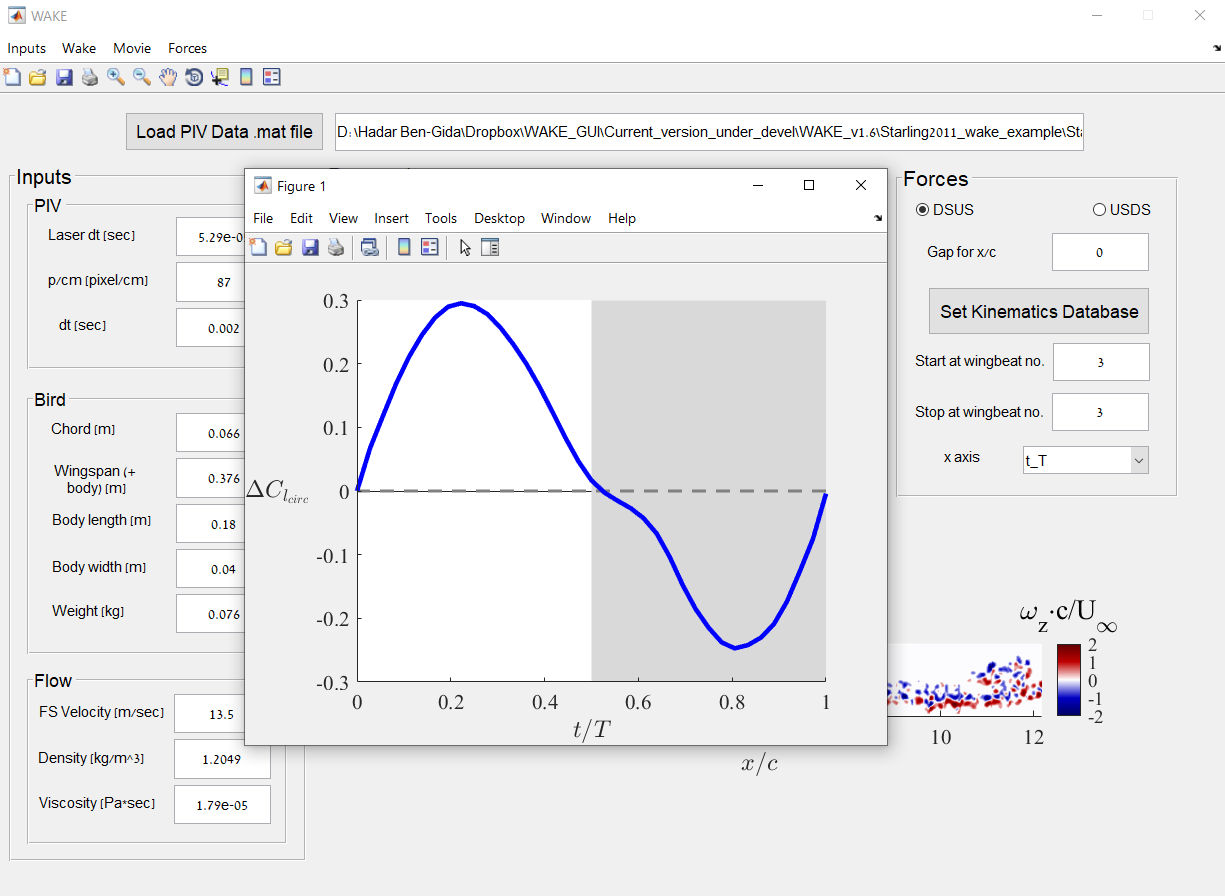 WAKE
Inputs Wake Movie Forces
Load PIV Data .mat file
D:\Hadar Ben-Gida\Dropbox\WAKE_GUI\Current_version_under_devel\WAKE_v1.6\Starling2011_wake_example\Sta
Inputs
PIV
Laser dt [sec] 5.29e-0
p/cm [pixel/cm] 87
dt [sec] 0.002
Bird
Chord [m] 0.066
Wingspan (+
body) [m] 0.376
Body length [m] 0.18
Body width [m] 0.04
Weight [kg] 0.076
Flow
FS Velocity [m/sec] 13.5
Density [kg/m^3] 1.2049
Viscosity [Pa*sec] 1.79e-05
Figure 1
File Edit View Insert Tools Desktop Window Help
0.3
0.2
0.1
0
-0.1
-0.2
-0.3
ΔC_{l_{circ}}
0 0.2 0.4 0.6 0.8 1
t/T
Forces
DSUS USDS
Gap for x/c 0
Set Kinematics Database
Start at wingbeat no. 3
Stop at wingbeat no. 3
x axis t_T
ω_z·c/U_∞
2
1
0
-1
-2
10 12
x/c